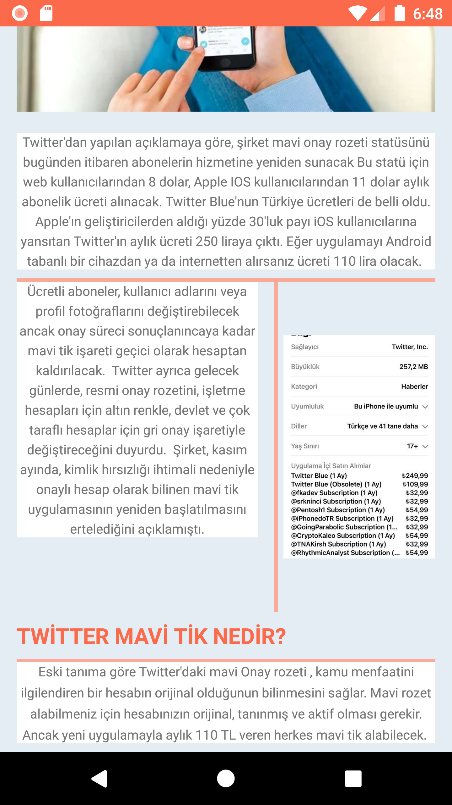 6:48
Twitter'dan yapılan açıklamaya göre, şirket mavi onay rozeti statüsünü
bugünden itibaren abonelerin hizmetine yeniden sunacak Bu statü için
web kullanıcılarından 8 dolar, Apple IOS kullanıcılarından 11 dolar aylık
abonelik ücreti alınacak. Twitter Blue'nun Türkiye ücretleri de belli oldu.
Apple'ın geliştiricilerden aldığı yüzde 30'luk payı iOS kullanıcılarına
yansıtan Twitter'ın aylık ücreti 250 liraya çıktı. Eğer uygulamayı Android
tabanlı bir cihazdan ya da internetten alırsanız ücreti 110 lira olacak.
Ücretli aboneler, kullanıcı adlarını veya
profil fotoğraflarını değiştirebilecek
ancak onay süreci sonuçlanıncaya kadar
mavi tik işareti geçici olarak hesaptan
kaldırılacak.  Twitter ayrıca gelecek
günlerde, resmi onay rozetini, işletme
hesapları için altın renkle, devlet ve çok
taraflı hesaplar için gri onay işaretiyle
değiştireceğini duyurdu.  Şirket, kasım
ayında, kimlik hırsızlığı ihtimali nedeniyle
onaylı hesap olarak bilinen mavi tik
uygulamasının yeniden başlatılmasını
ertelediğini açıklamıştı.
Sağlayıcı Twitter, Inc.
Büyüklük 257,2 MB
Kategori Haberler
Uyumluluk Bu iPhone ile uyumlu
Diller Türkçe ve 41 tane daha
Yaş Sınırı 17+
Uygulama İçi Satın Alımlar
Twitter Blue (1 Ay) ₺249,99
Twitter Blue (Obsolete) (1 Ay) ₺109,99
@fkadev Subscription (1 Ay) ₺32,99
@srkninci Subscription (1 Ay) ₺32,99
@Pentosh1 Subscription (1 Ay) ₺54,99
@iPhonedoTR Subscription (1 Ay) ₺54,99
@GoingParabolic Subscription (1... ₺32,99
@CryptoKaleo Subscription (1 Ay) ₺54,99
@TNAKirsh Subscription (1 Ay) ₺32,99
@RhythmicAnalyst Subscription (... ₺54,99
TWİTTER MAVİ TİK NEDİR?
Eski tanıma göre Twitter'daki mavi Onay rozeti , kamu menfaatini
ilgilendiren bir hesabın orijinal olduğunun bilinmesini sağlar. Mavi rozet
alabilmeniz için hesabınızın orijinal, tanınmış ve aktif olması gerekir.
Ancak yeni uygulamayla aylık 110 TL veren herkes mavi tik alabilecek.